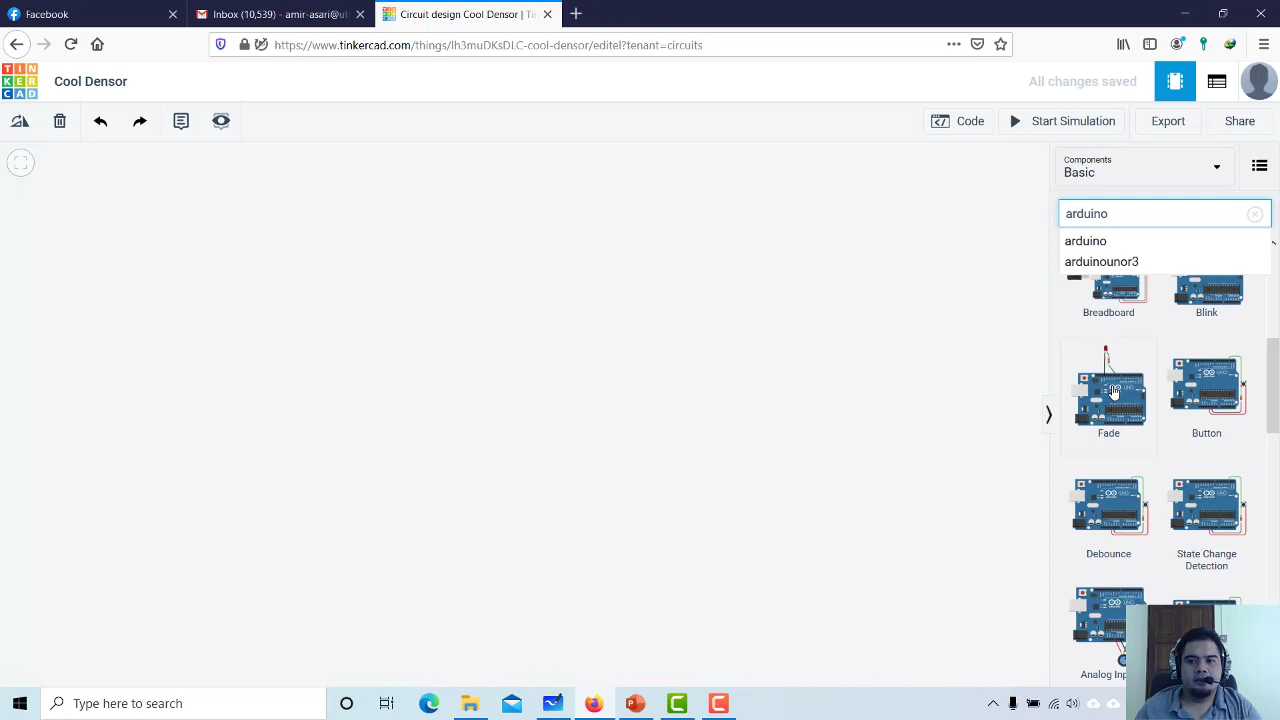 Facebook
Inbox (10,539) - amir-asari@utp
Circuit design Cool Densor | Tin
https://www.tinkercad.com/things/lh3muDKsDLC-cool-densor/editel?tenant=circuits
TIN
KER
CAD
Cool Densor
All changes saved
Code
Start Simulation
Export
Share
Components
Basic
arduino
arduino
arduinounor3
Breadboard
Blink
Fade
Button
Debounce
State Change
Detection
Analog Inp
Type here to search